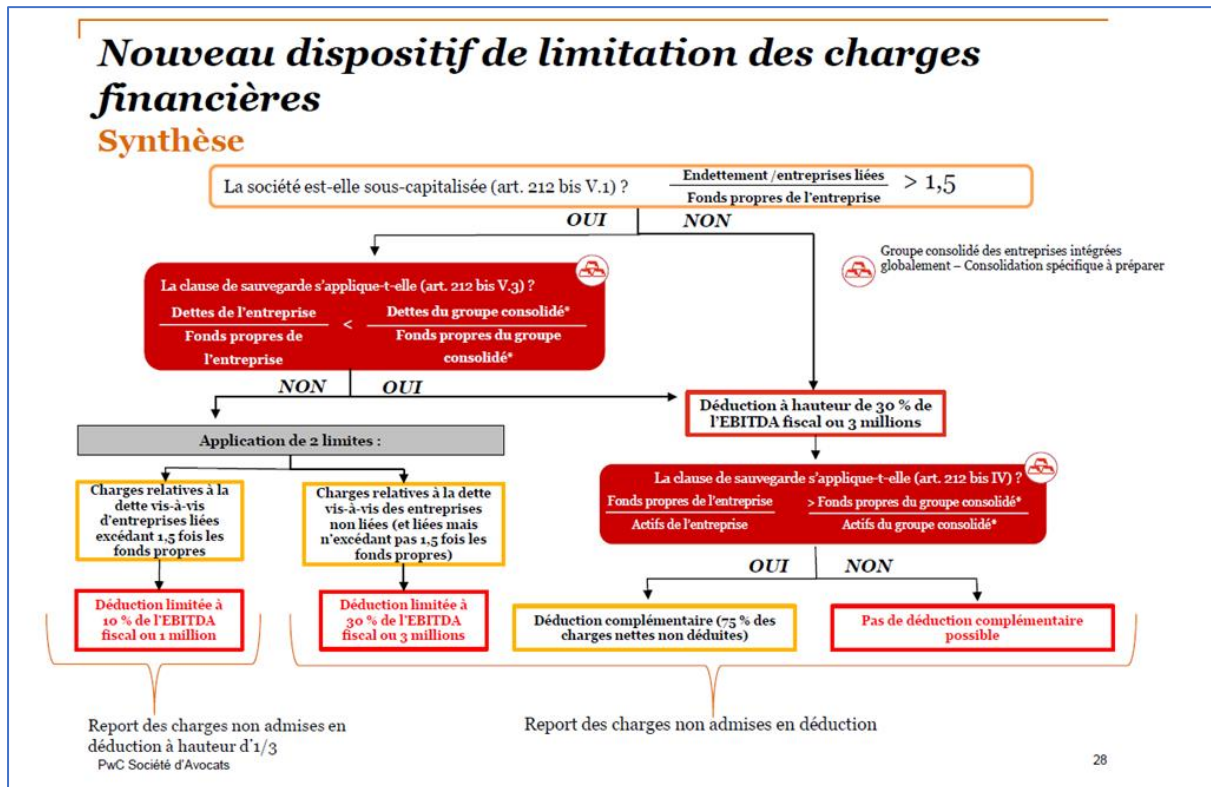 Nouveau dispositif de limitation des charges
financières
Synthèse
La société est-elle sous-capitalisée (art. 212 bis V.1) ?
Endettement /entreprises liées
Fonds propres de l'entreprise
> 1,5
OUI
NON
Groupe consolidé des entreprises intégrées
globalement – Consolidation spécifique à préparer
La clause de sauvegarde s'applique-t-elle (art. 212 bis V.3) ?
Dettes de l'entreprise
Fonds propres de
l'entreprise
<
Dettes du groupe consolidé*
Fonds propres du groupe
consolidé*
NON
OUI
Déduction à hauteur de 30 % de
l'EBITDA fiscal ou 3 millions
Application de 2 limites :
La clause de sauvegarde s'applique-t-elle (art. 212 bis IV) ?
Fonds propres de l'entreprise
Actifs de l'entreprise
> Fonds propres du groupe consolidé*
Actifs du groupe consolidé*
Charges relatives à la
dette vis-à-vis
d'entreprises liées
excédant 1,5 fois les
fonds propres
Charges relatives à la dette
vis-à-vis des entreprises
non liées (et liées mais
n'excédant pas 1,5 fois les
fonds propres)
OUI
NON
Déduction limitée à
10 % de l'EBITDA
fiscal ou 1 million
Déduction limitée à
30 % de l'EBITDA
fiscal ou 3 millions
Déduction complémentaire (75 % des
charges nettes non déduites)
Pas de déduction complémentaire
possible
Report des charges non admises en
déduction à hauteur d'1/3
Report des charges non admises en déduction
PwC Société d'Avocats
28